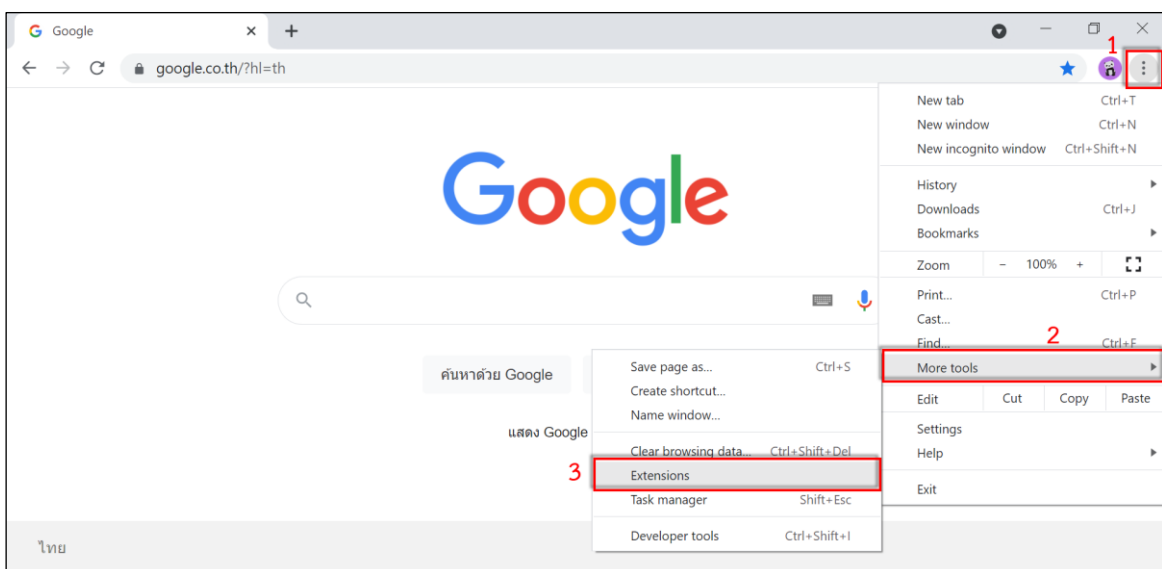 Google
1
google.co.th/?hl=th
New tab Ctrl+T
New window Ctrl+N
New incognito window Ctrl+Shift+N
History
Downloads Ctrl+J
Bookmarks
Zoom - 100% +
Google
Print... Ctrl+P
Cast...
Find... Ctrl+F
2
More tools
Edit Cut Copy Paste
Settings
Help
Exit
Save page as... Ctrl+S
Create shortcut...
Name window...
Clear browsing data... Ctrl+Shift+Del
3
Extensions
Task manager Shift+Esc
Developer tools Ctrl+Shift+I
ค้นหาด้วย Google
แสดง Google
ไทย